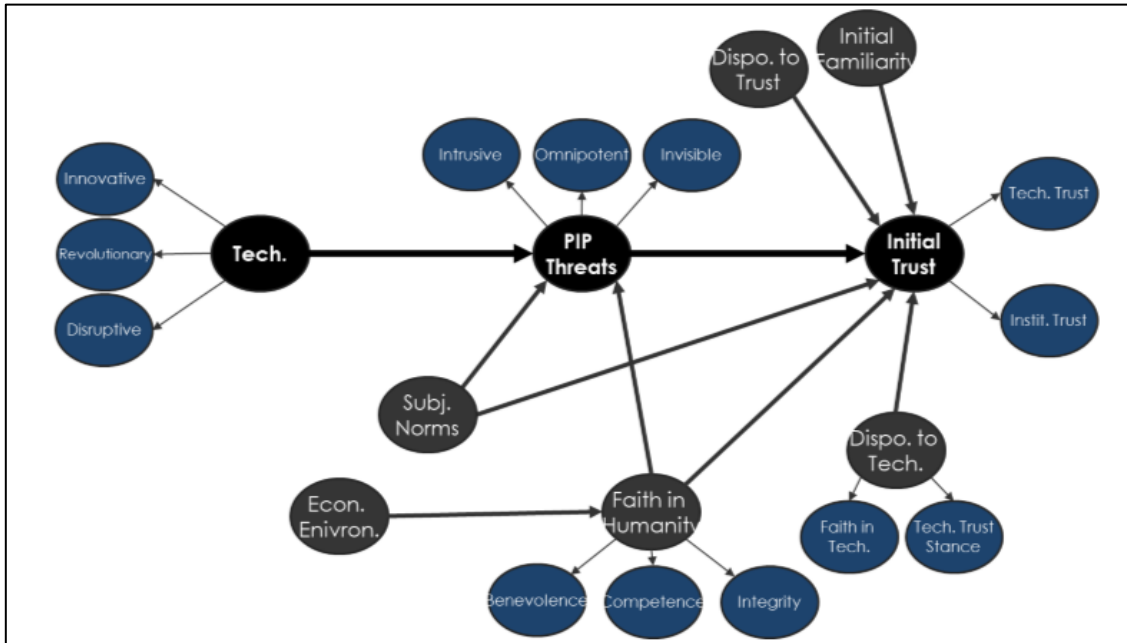 Initial
Familiarity
Dispo. to
Trust
Intrusive
Omnipotent
Invisible
Innovative
Tech. Trust
Revolutionary
Tech.
PIP
Threats
Initial
Trust
Disruptive
Instit. Trust
Subj.
Norms
Dispo. to
Tech.
Econ.
Enivron.
Faith in
Humanity
Faith in
Tech.
Tech. Trust
Stance
Benevolence
Competence
Integrity